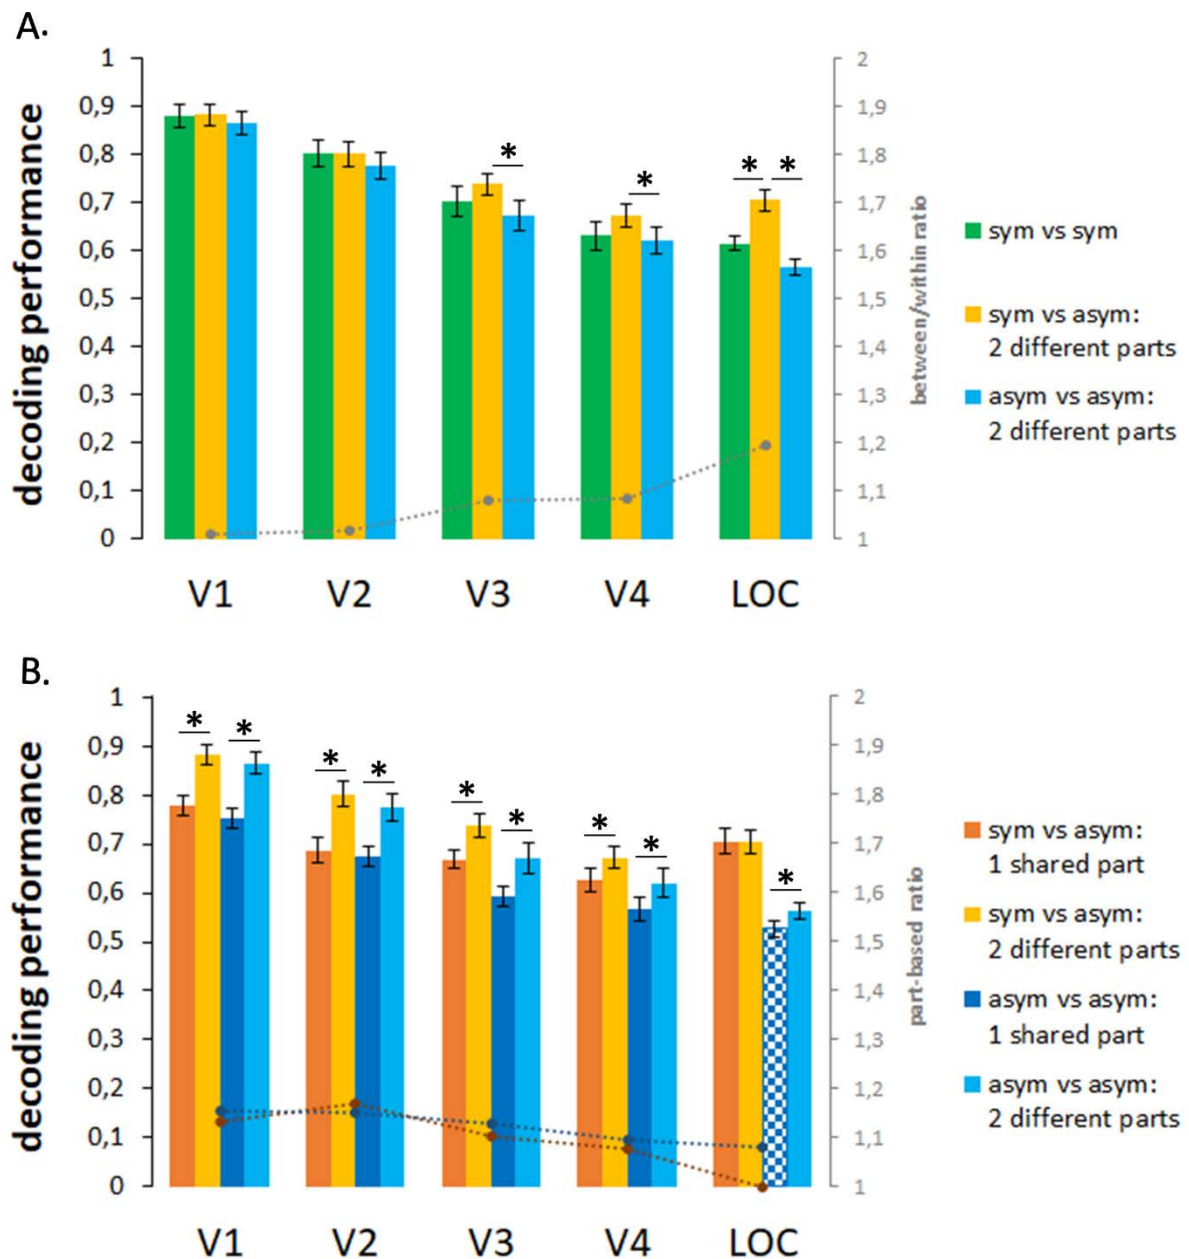 A.
decoding performance
1
0,9
0,8
0,7
0,6
0,5
0,4
0,3
0,2
0,1
0
* * * *
2
1,9
1,8
1,7
1,6
1,5
1,4
1,3
1,2
1,1
1
between/within ratio
V1 V2 V3 V4 LOC
sym vs sym
sym vs asym:
2 different parts
asym vs asym:
2 different parts
B.
decoding performance
1
0,9
0,8
0,7
0,6
0,5
0,4
0,3
0,2
0,1
0
* * * * * * * * *
2
1,9
1,8
1,7
1,6
1,5
1,4
1,3
1,2
1,1
1
part-based ratio
V1 V2 V3 V4 LOC
sym vs asym:
1 shared part
sym vs asym:
2 different parts
asym vs asym:
1 shared part
asym vs asym:
2 different parts